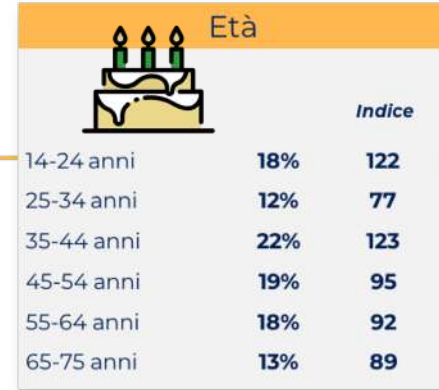 Età
Indice
14-24 anni 18% 122
25-34 anni 12% 77
35-44 anni 22% 123
45-54 anni 19% 95
55-64 anni 18% 92
65-75 anni 13% 89